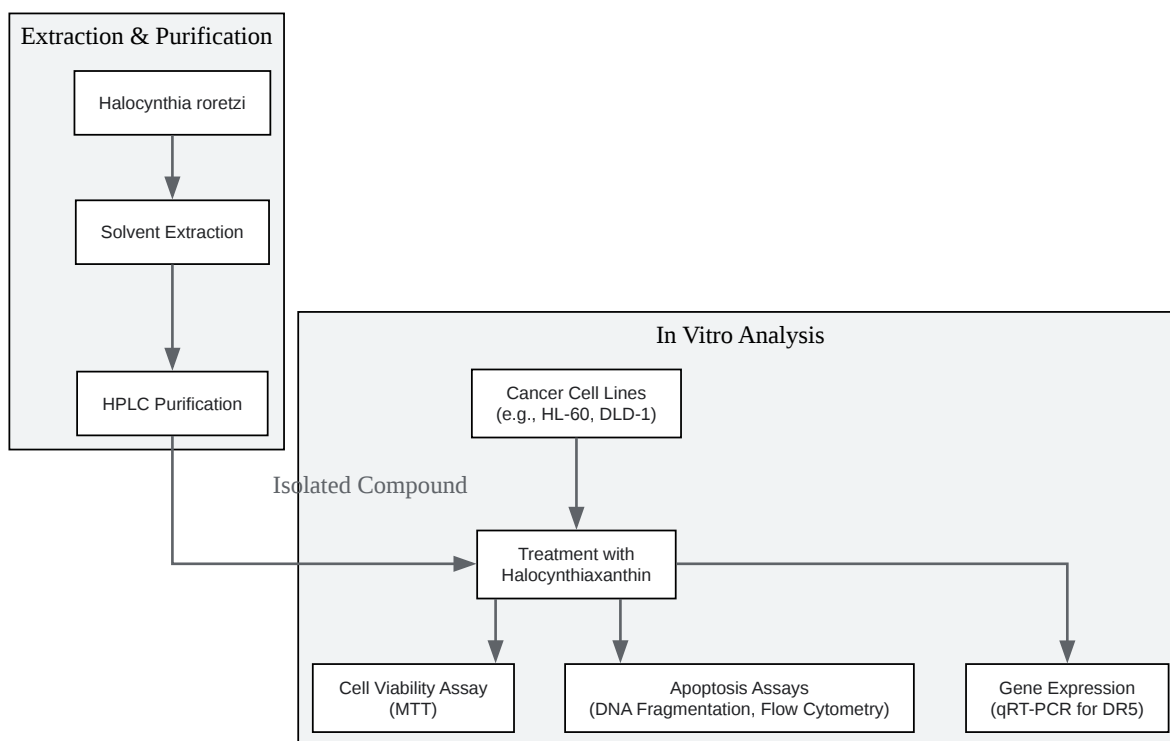 Extraction & Purification
Halocynthia roretzi
Solvent Extraction
HPLC Purification
In Vitro Analysis
Cancer Cell Lines
(e.g., HL-60, DLD-1)
Isolated Compound
Treatment with
Halocynthiaxanthin
Cell Viability Assay
(MTT)
Apoptosis Assays
(DNA Fragmentation, Flow Cytometry)
Gene Expression
(qRT-PCR for DR5)